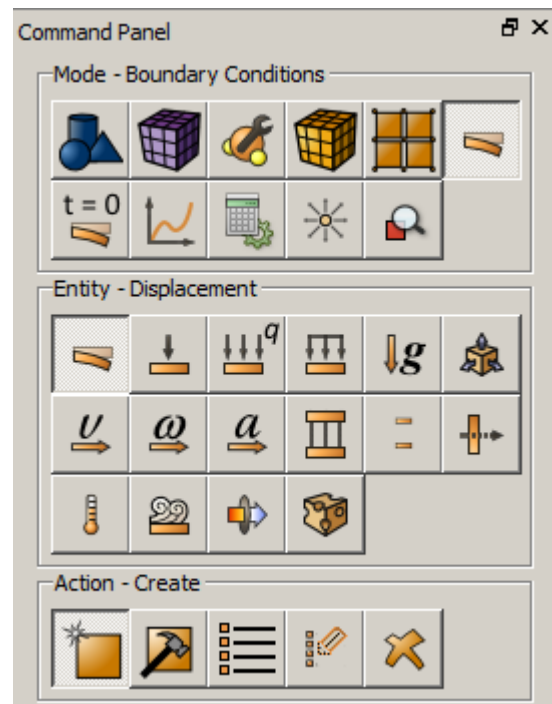 Command Panel
Mode - Boundary Conditions
t = 0
Entity - Displacement
q
g
υ ω a
Action - Create